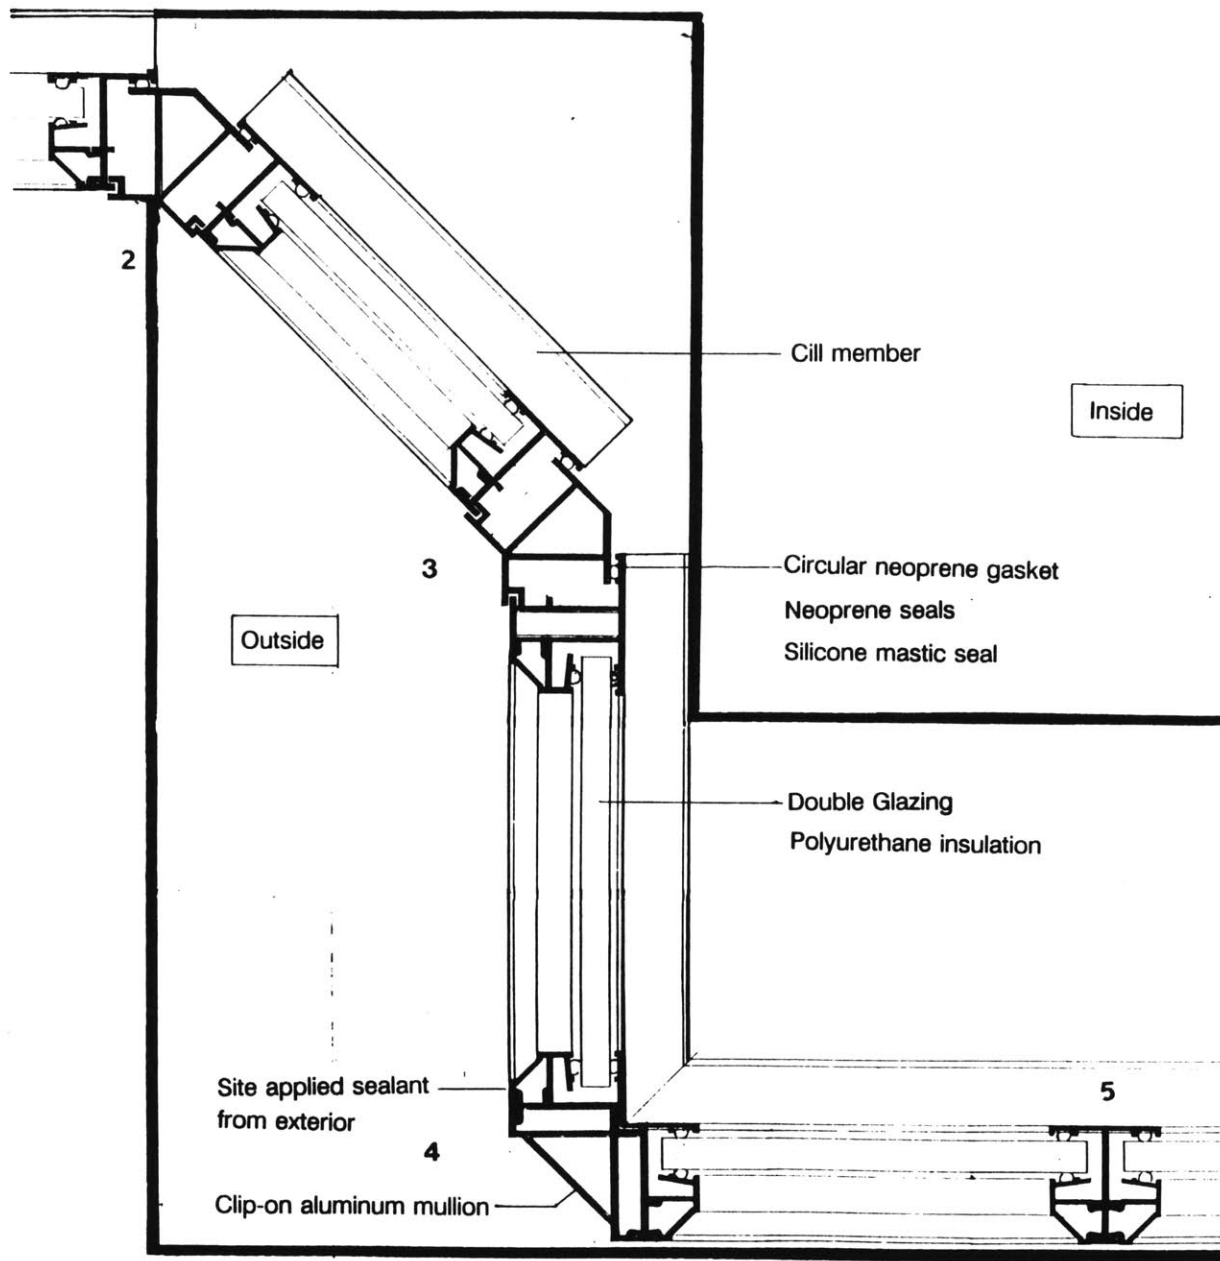 2
Cill member
Inside
3
Circular neoprene gasket
Neoprene seals
Silicone mastic seal
Outside
Double Glazing
Polyurethane insulation
Site applied sealant
from exterior
5
4
Clip-on aluminum mullion